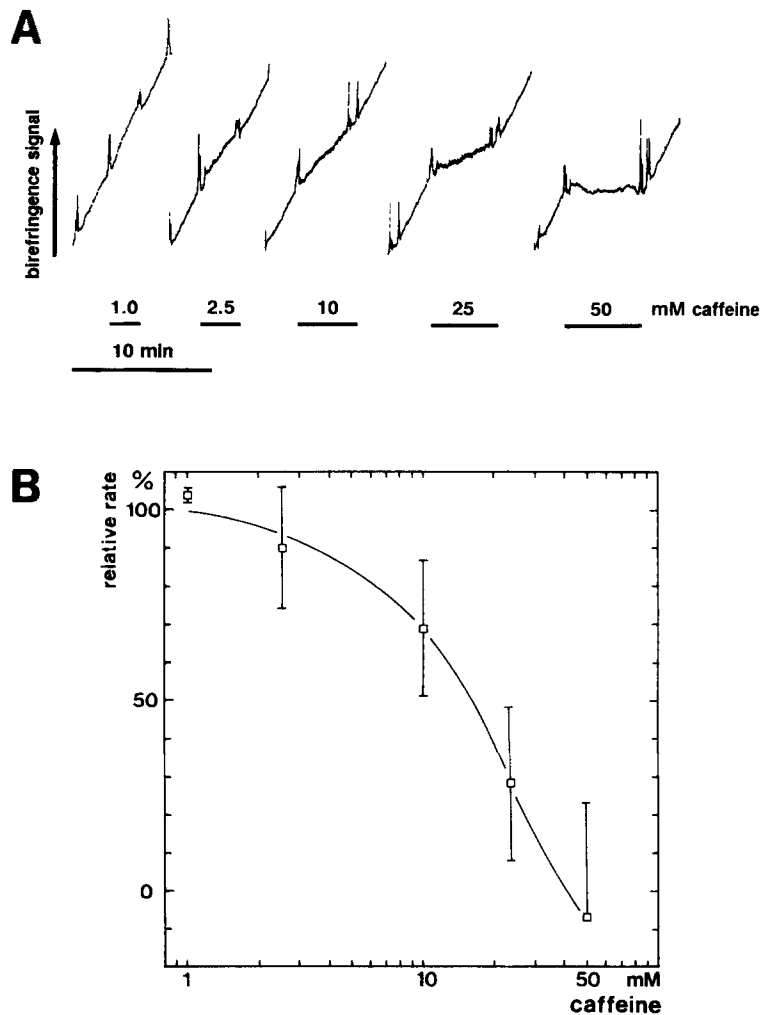 A
birefringence signal
1.0 2.5 10 25 50 mM caffeine
10 min
B
relative rate
%
100
50
0
1 10 50 mM
caffeine